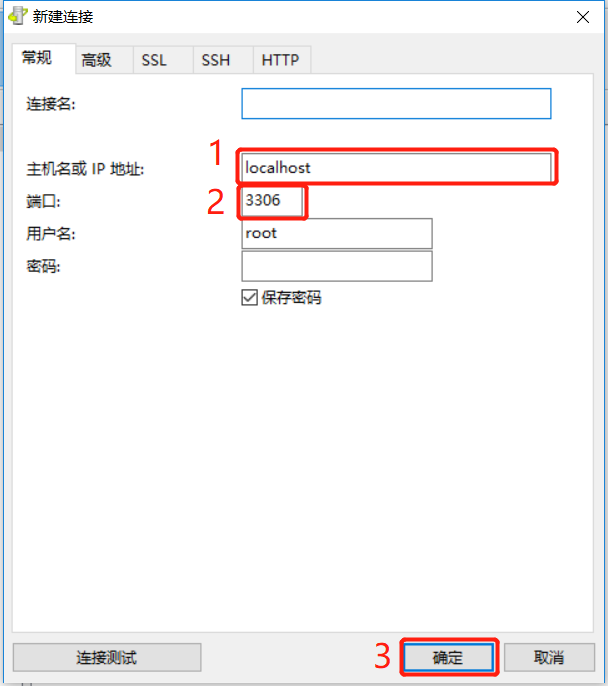 新建连接
常规 高级 SSL SSH HTTP
连接名:
1
主机名或 IP 地址: localhost
2
端口: 3306
用户名: root
密码:
保存密码
连接测试 3 确定 取消